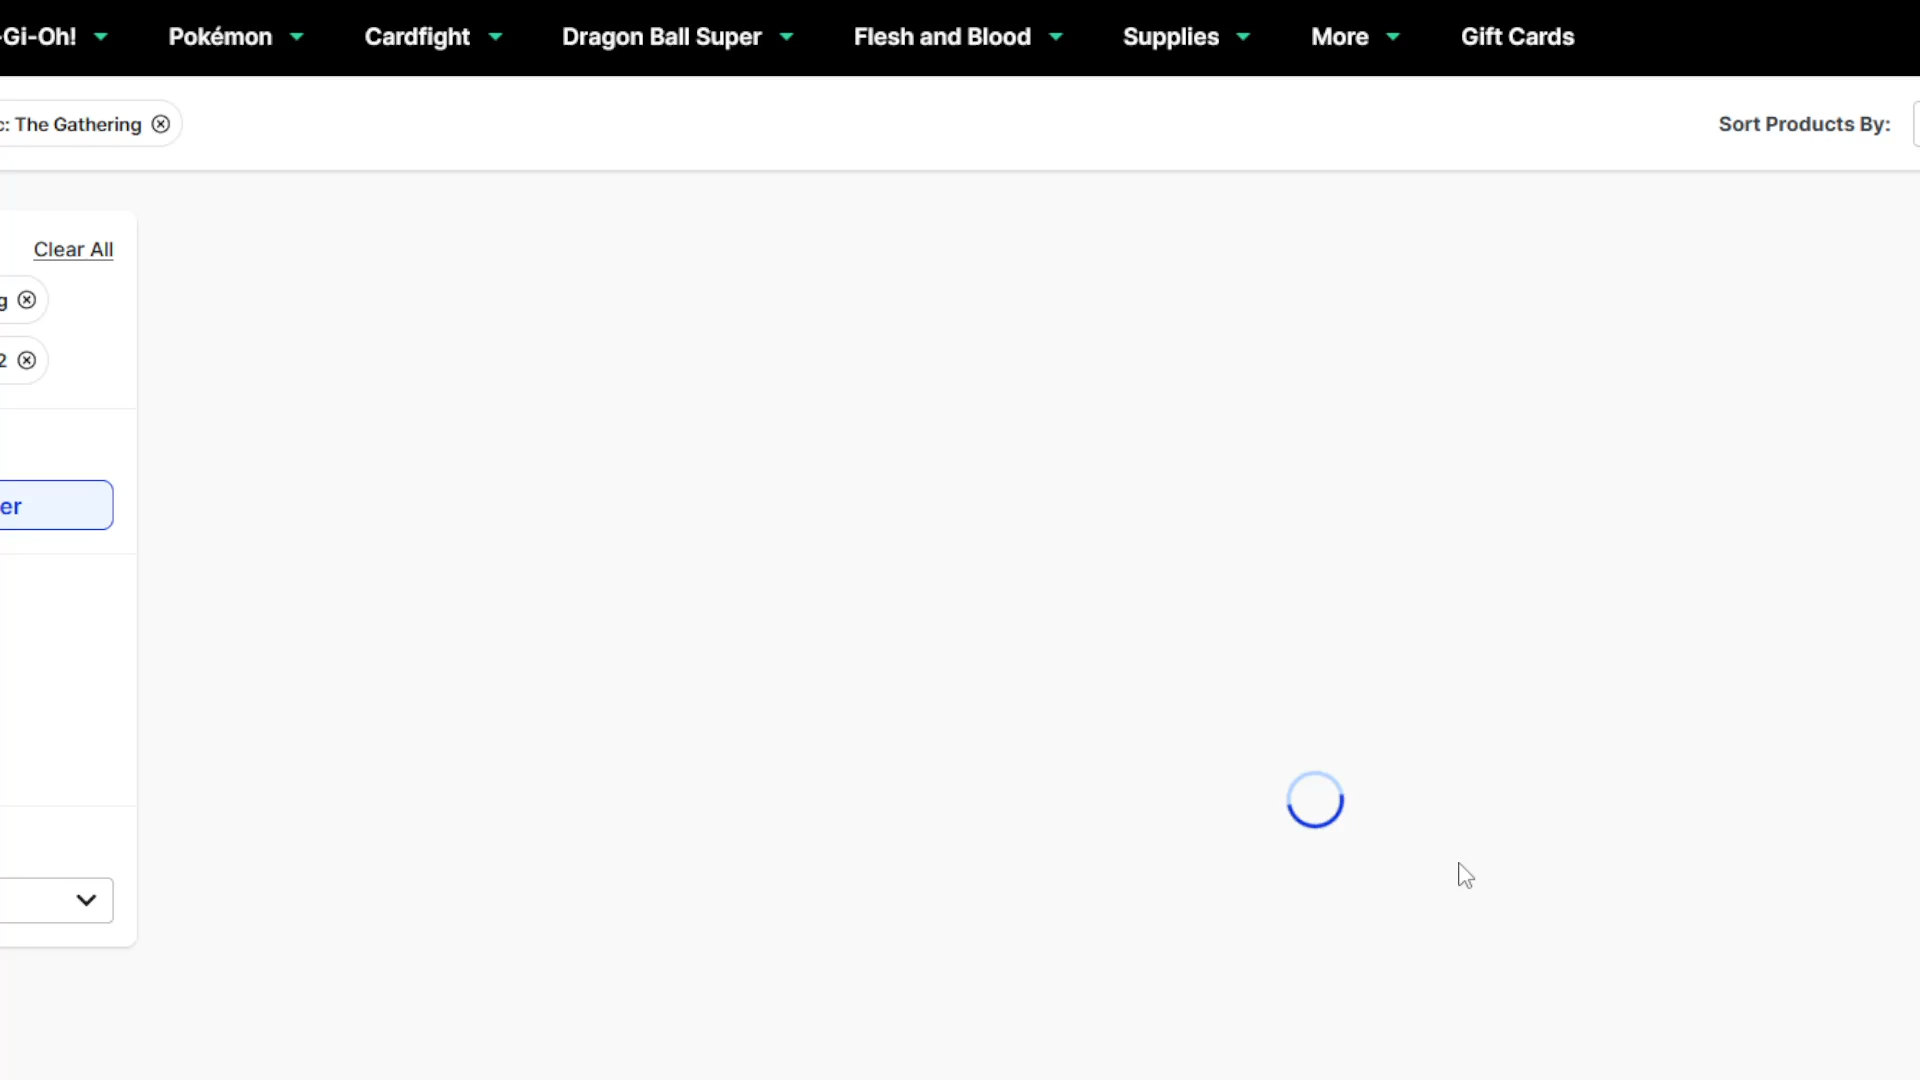 -Gi-Oh! Pokémon Cardfight Dragon Ball Super Flesh and Blood Supplies More Gift Cards
c: The Gathering
Sort Products By:
Clear All
g
2
er